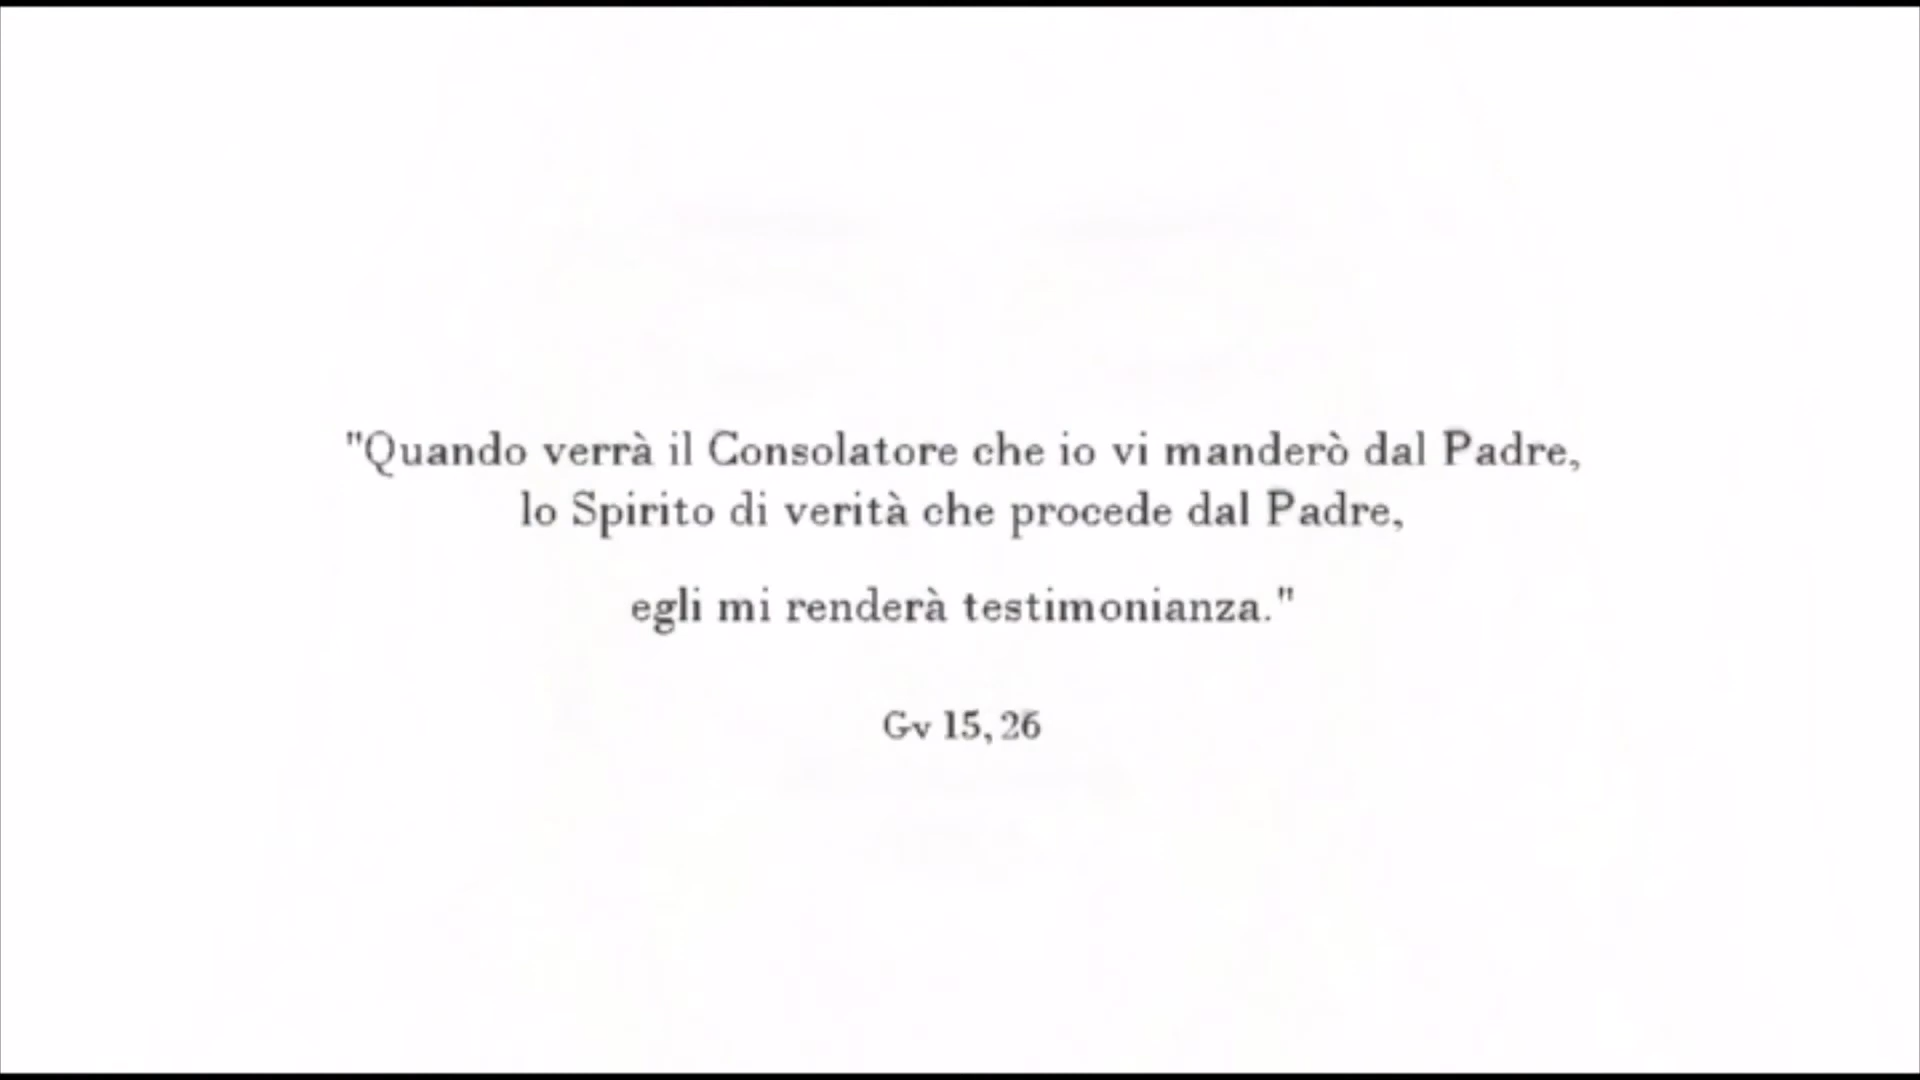 "Quando verrà il Consolatore che io vi manderò dal Padre,
lo Spirito di verità che procede dal Padre,
egli mi renderà testimonianza."
Gv 15, 26